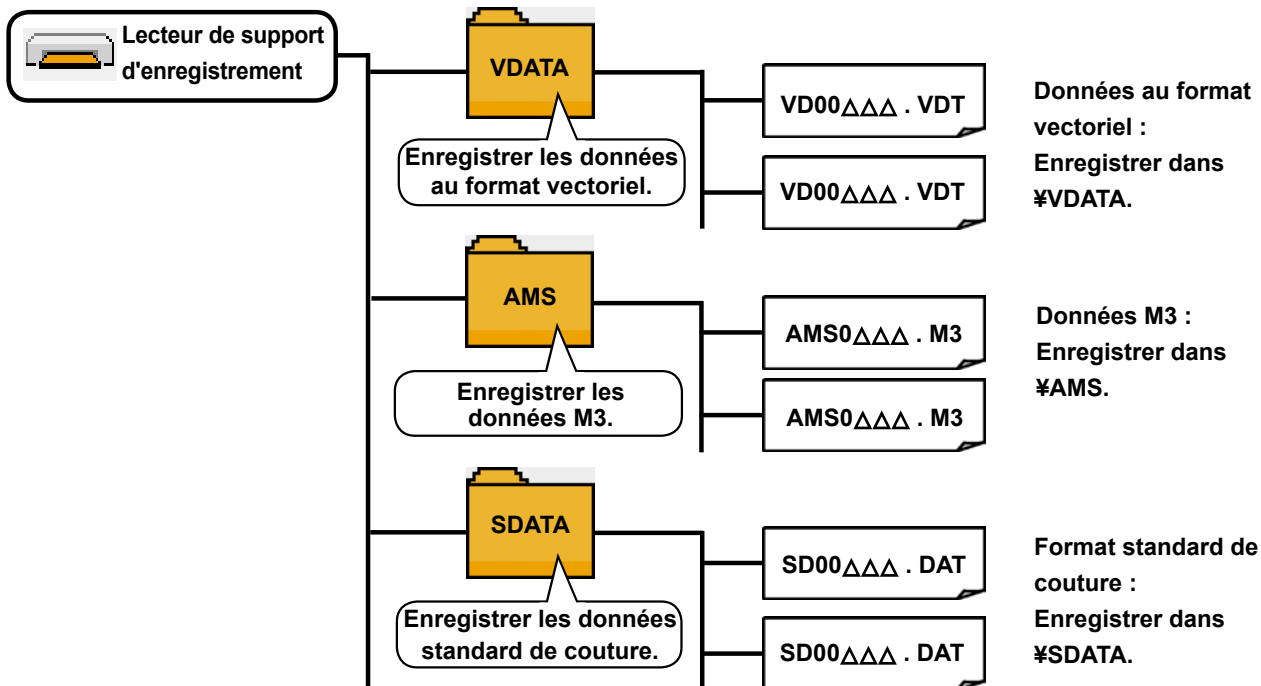 Lecteur de support
d'enregistrement
VDATA
Enregistrer les données
au format vectoriel.
VD00△△△ . VDT
VD00△△△ . VDT
Données au format
vectoriel :
Enregistrer dans
¥VDATA.
AMS
Enregistrer les
données M3.
AMS0△△△ . M3
AMS0△△△ . M3
Données M3 :
Enregistrer dans
¥AMS.
SDATA
Enregistrer les données
standard de couture.
SD00△△△ . DAT
SD00△△△ . DAT
Format standard de
couture :
Enregistrer dans
¥SDATA.